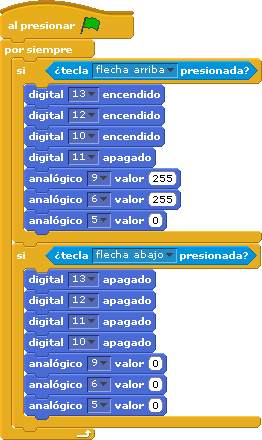 al presionar
por siempre
si ¿tecla flecha arriba presionada?
digital 13 encendido
digital 12 encendido
digital 10 encendido
digital 11 apagado
analógico 9 valor 255
analógico 6 valor 255
analógico 5 valor 0
si ¿tecla flecha abajo presionada?
digital 13 apagado
digital 12 apagado
digital 11 apagado
digital 10 apagado
analógico 9 valor 0
analógico 6 valor 0
analógico 5 valor 0